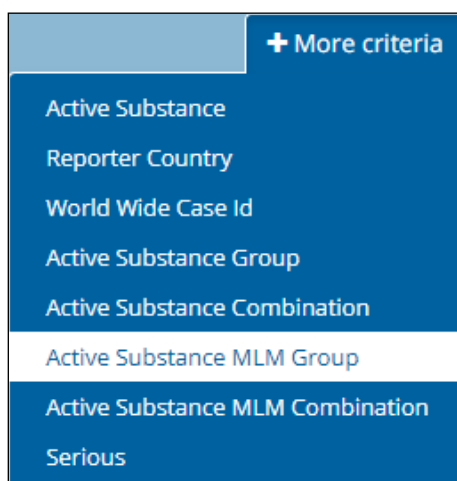 + More criteria
Active Substance
Reporter Country
World Wide Case Id
Active Substance Group
Active Substance Combination
Active Substance MLM Group
Active Substance MLM Combination
Serious